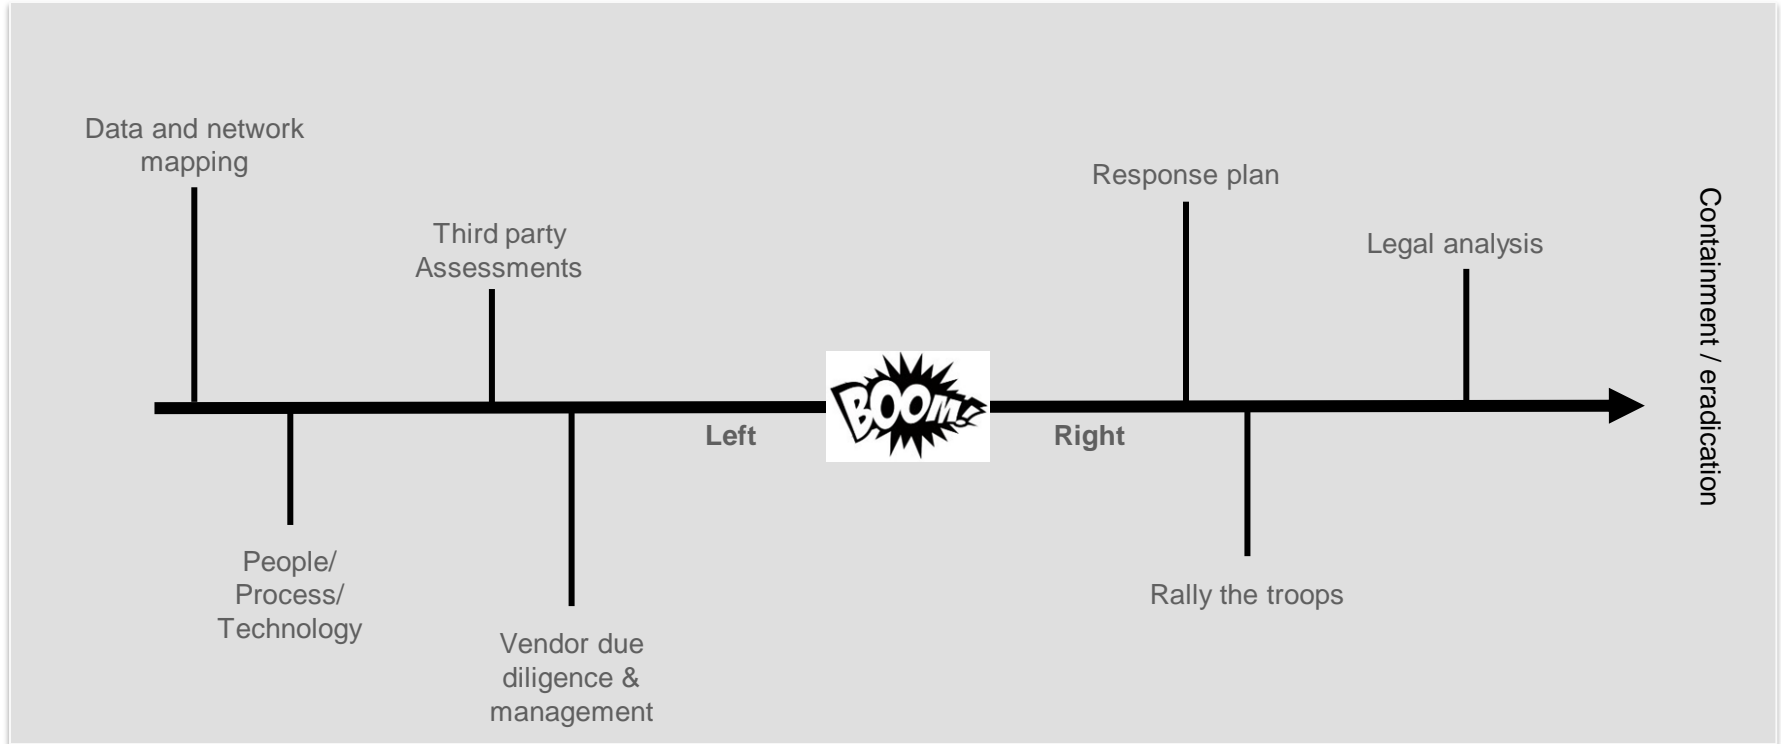 Data and network
mapping
Third party
Assessments
Response plan
Legal analysis
Containment / eradication
BOOM!
Left
Right
People/
Process/
Technology
Vendor due
diligence &
management
Rally the troops